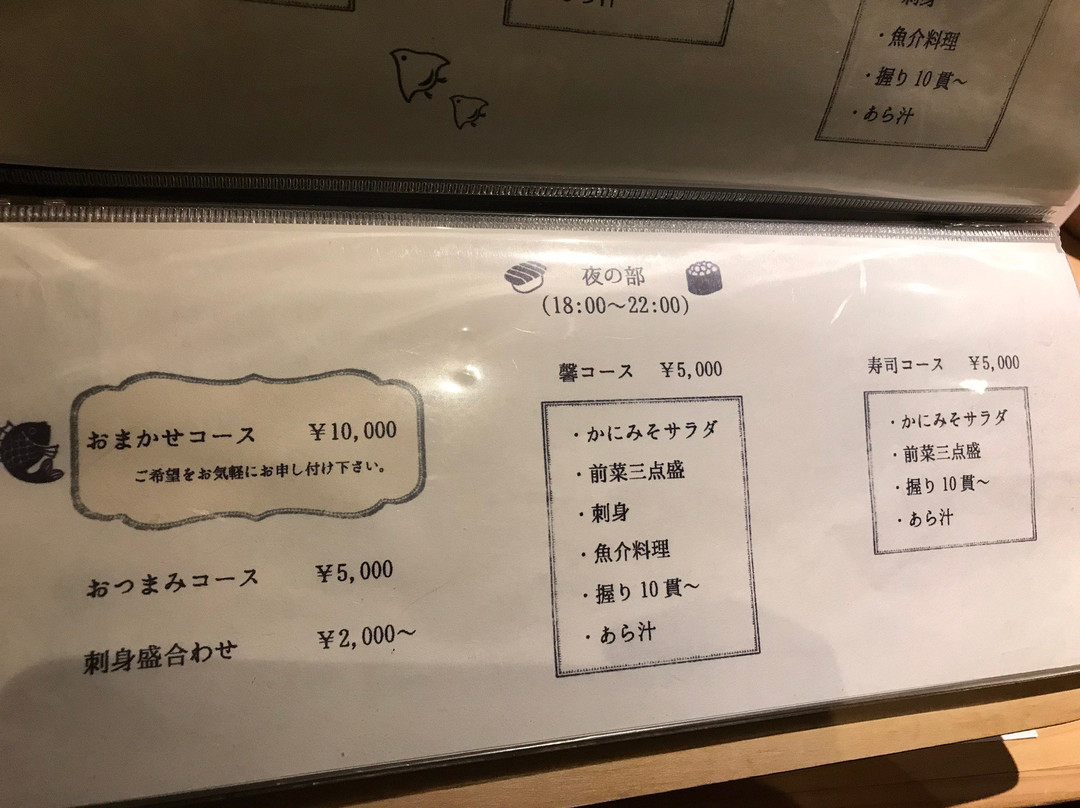 ・魚介料理
・握り10貫～
・あら汁
夜の部
(18:00～22:00)
おまかせコース ￥10,000
ご希望をお気軽にお申し付け下さい。
おつまみコース ￥5,000
刺身盛合わせ ￥2,000～
馨コース ￥5,000
・かにみそサラダ
・前菜三点盛
・刺身
・魚介料理
・握り10貫～
・あら汁
寿司コース ￥5,000
・かにみそサラダ
・前菜三点盛
・握り10貫～
・あら汁